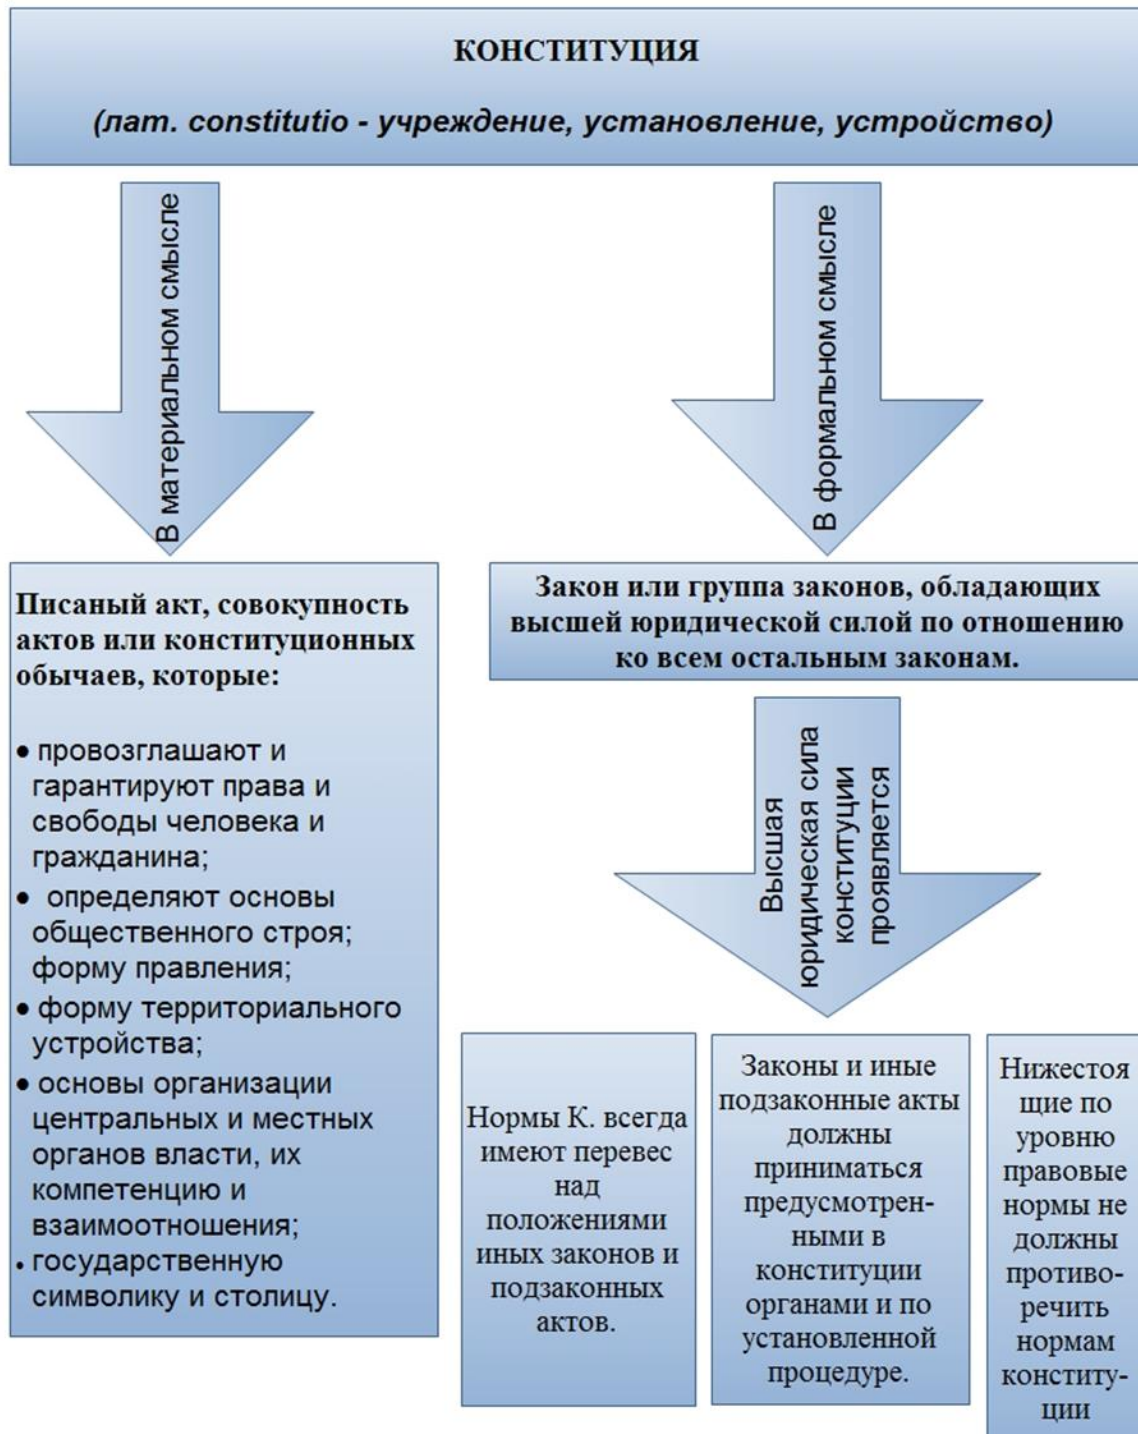 КОНСТИТУЦИЯ
(лат. constitutio - учреждение, установление, устройство)
В материальном смысле
В формальном смысле
Писаный акт, совокупность
актов или конституционных
обычаев, которые:
• провозглашают и
гарантируют права и
свободы человека и
гражданина;
• определяют основы
общественного строя;
форму правления;
• форму территориального
устройства;
• основы организации
центральных и местных
органов власти, их
компетенцию и
взаимоотношения;
• государственную
символику и столицу.
Закон или группа законов, обладающих
высшей юридической силой по отношению
ко всем остальным законам.
Высшая
юридическая сила
конституции
проявляется
Нормы К. всегда
имеют перевес
над
положениями
иных законов и
подзаконных
актов.
Законы и иные
подзаконные акты
должны
приниматься
предусмотрен-
ными в
конституции
органами и по
установленной
процедуре.
Нижестоя
щие по
уровню
правовые
нормы не
должны
противо-
речить
нормам
конститу-
ции